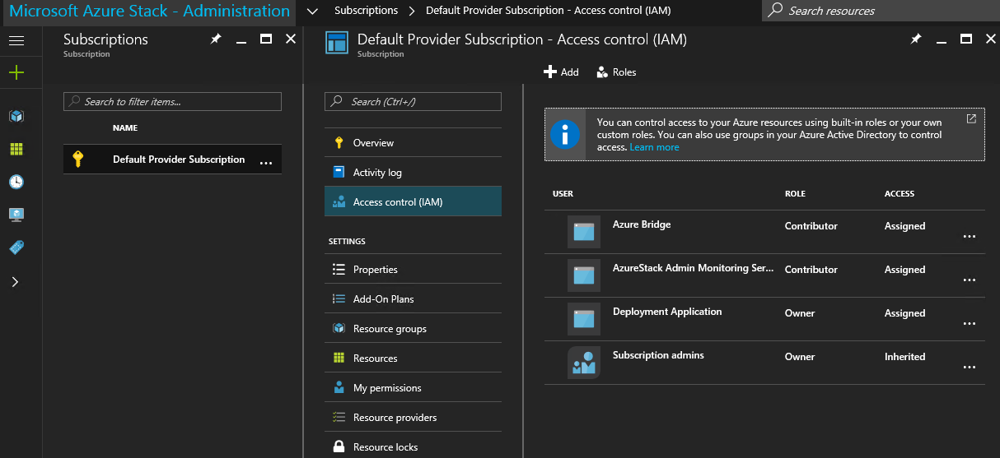 Microsoft Azure Stack - Administration
Subscriptions
Default Provider Subscription - Access control (IAM)
Search resources
Subscriptions
Subscription
Search to filter items...
NAME
Default Provider Subscription
...
Default Provider Subscription - Access control (IAM)
Subscription
Search (Ctrl+/)
Overview
Activity log
Access control (IAM)
SETTINGS
Properties
Add-On Plans
Resource groups
Resources
My permissions
Resource providers
Resource locks
Add
Roles
You can control access to your Azure resources using built-in roles or your own
custom roles. You can also use groups in your Azure Active Directory to control
access. Learn more
USER ROLE ACCESS
Azure Bridge Contributor Assigned ...
AzureStack Admin Monitoring Ser... Contributor Assigned ...
Deployment Application Owner Assigned ...
Subscription admins Owner Inherited ...